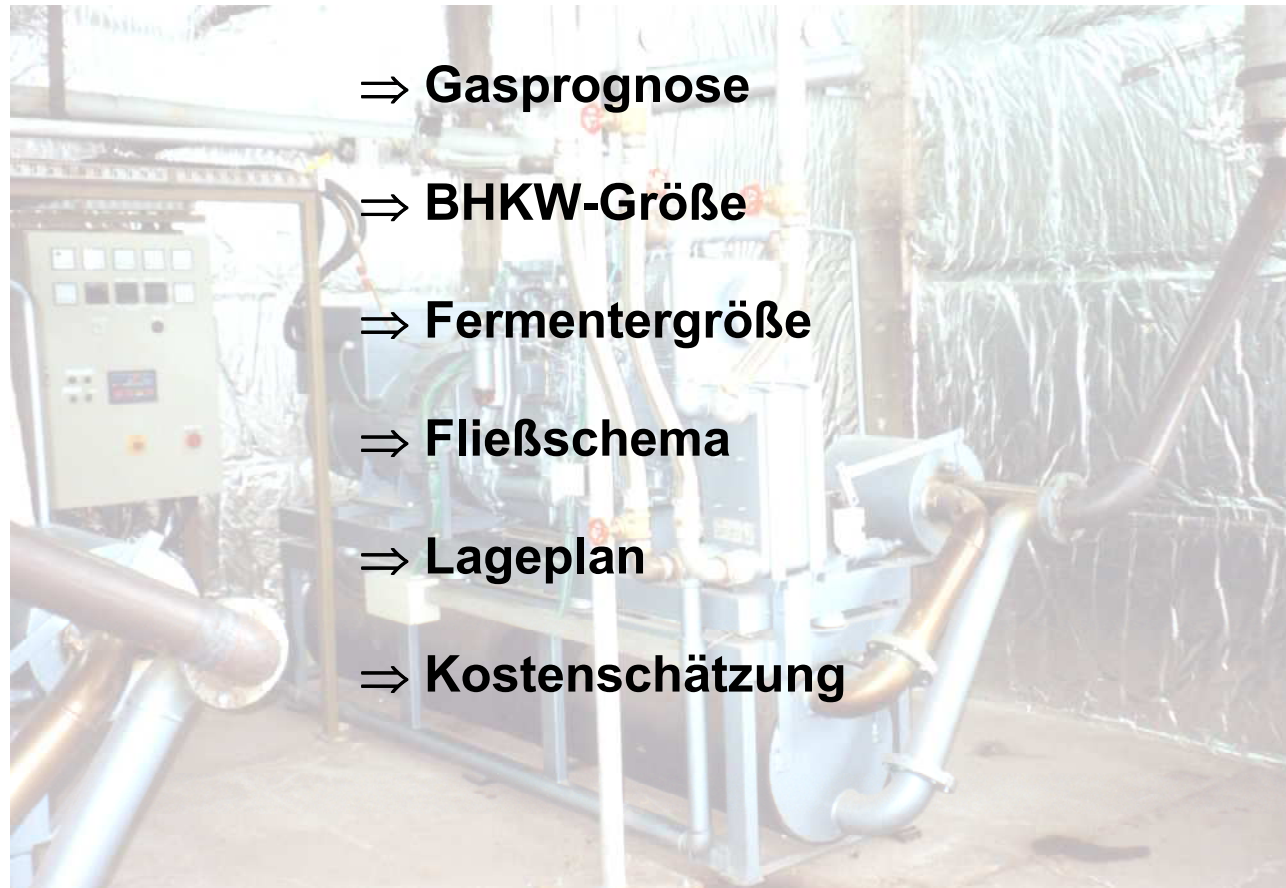 ⇒ Gasprognose
⇒ BHKW-Größe
⇒ Fermentergröße
⇒ Fließschema
⇒ Lageplan
⇒ Kostenschätzung